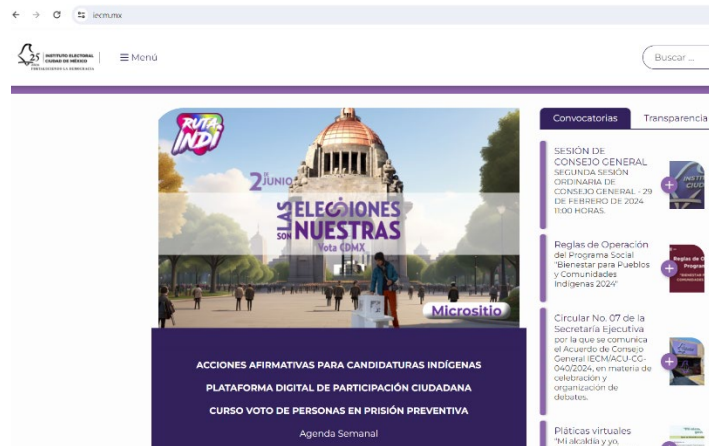 iecm.mx
25
INSTITUTO ELECTORAL
CIUDAD DE MÉXICO
Menú
Buscar ...
RUTA
INDI
2 DE JUNIO
LAS ELECCIONES
SON NUESTRAS
Vota CDMX
Micrositio
ACCIONES AFIRMATIVAS PARA CANDIDATURAS INDÍGENAS
PLATAFORMA DIGITAL DE PARTICIPACIÓN CIUDADANA
CURSO VOTO DE PERSONAS EN PRISIÓN PREVENTIVA
Agenda Semanal
Convocatorias
Transparencia
SESIÓN DE
CONSEJO GENERAL
SEGUNDA SESIÓN
ORDINARIA DE
CONSEJO GENERAL - 29
DE FEBRERO DE 2024
11:00 HORAS.
Reglas de Operación
del Programa Social
"Bienestar para Pueblos
y Comunidades
Indígenas 2024"
Circular No. 07 de la
Secretaría Ejecutiva
por la que se comunica
el Acuerdo de Consejo
General IECM/ACU-CG-
040/2024, en materia de
celebración y
organización de
debates.
Pláticas virtuales
"Mi alcaldía y yo,